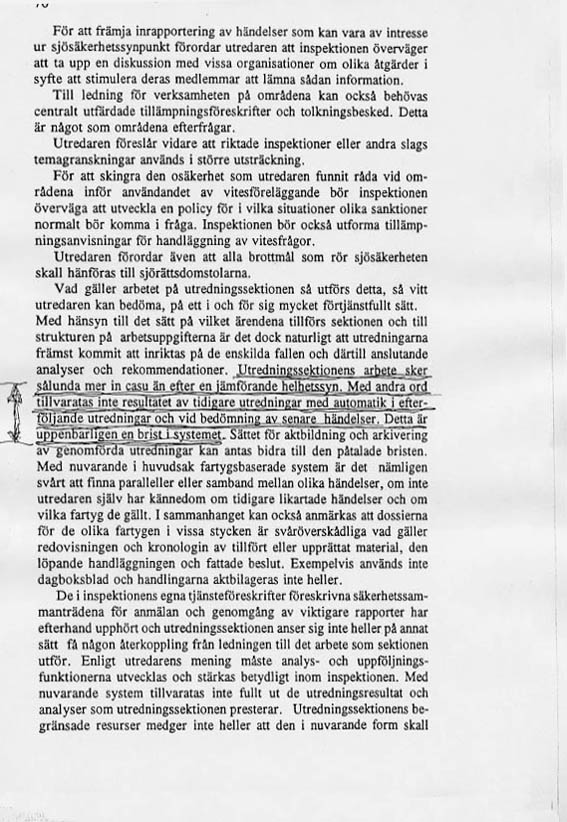 För att främja inrapportering av händelser som kan vara av intresse
ur sjösäkerhetssynpunkt förordar utredaren att inspektionen överväger
att ta upp en diskussion med vissa organisationer om olika åtgärder i
syfte att stimulera deras medlemmar att lämna sådan information.
Till ledning för verksamheten på områdena kan också behövas
centralt utfärdade tillämpningsföreskrifter och tolkningsbesked. Detta
är något som områdena efterfrågar.
Utredaren föreslår vidare att riktade inspektioner eller andra slags
temagranskningar används i större utsträckning.
För att skingra den osäkerhet som utredaren funnit råda vid om-
rådena inför användandet av vitesföreläggande bör inspektionen
överväga att utveckla en policy för i vilka situationer olika sanktioner
normalt bör komma i fråga. Inspektionen bör också utforma tillämp-
ningsanvisningar för handläggning av vitesfrågor.
Utredaren förordar även att alla brottmål som rör sjösäkerheten
skall hänföras till sjörättsdomstolarna.
Vad gäller arbetet på utredningssektionen så utförs detta, så vitt
utredaren kan bedöma, på ett i och för sig mycket förtjänstfullt sätt.
Med hänsyn till det sätt på vilket ärendena tillförs sektionen och till
strukturen på arbetsuppgifterna är det dock naturligt att utredningarna
främst kommit att inriktas på de enskilda fallen och därtill anslutande
analyser och rekommendationer. Utredningssektionens arbete sker
sålunda mer in casu än efter en jämförande helhetssyn. Med andra ord
tillvaratas inte resultatet av tidigare utredningar med automatik i efter-
följande utredningar och vid bedömning av senare händelser. Detta är
uppenbarligen en brist i systemet. Sättet för aktbildning och arkivering
av genomförda utredningar kan antas bidra till den påtalade bristen.
Med nuvarande i huvudsak fartygsbaserade system är det nämligen
svårt att finna paralleller eller samband mellan olika händelser, om inte
utredaren själv har kännedom om tidigare likartade händelser och om
vilka fartyg de gällt. I sammanhanget kan också anmärkas att dossierna
för de olika fartygen i vissa stycken är svåröverskådliga vad gäller
redovisningen och kronologin av tillfört eller upprättat material, den
löpande handläggningen och fattade beslut. Exempelvis används inte
dagboksblad och handlingarna aktbilageras inte heller.
De i inspektionens egna tjänsteföreskrifter föreskrivna säkerhetssam-
manträdena för anmälan och genomgång av viktigare rapporter har
efterhand upphört och utredningssektionen anser sig inte heller på annat
sätt få någon återkoppling från ledningen till det arbete som sektionen
utför. Enligt utredarens mening måste analys- och uppföljnings-
funktionerna utvecklas och stärkas betydligt inom inspektionen. Med
nuvarande system tillvaratas inte fullt ut de utredningsresultat och
analyser som utredningssektionen presterar. Utredningssektionens be-
gränsade resurser medger inte heller att den i nuvarande form skall